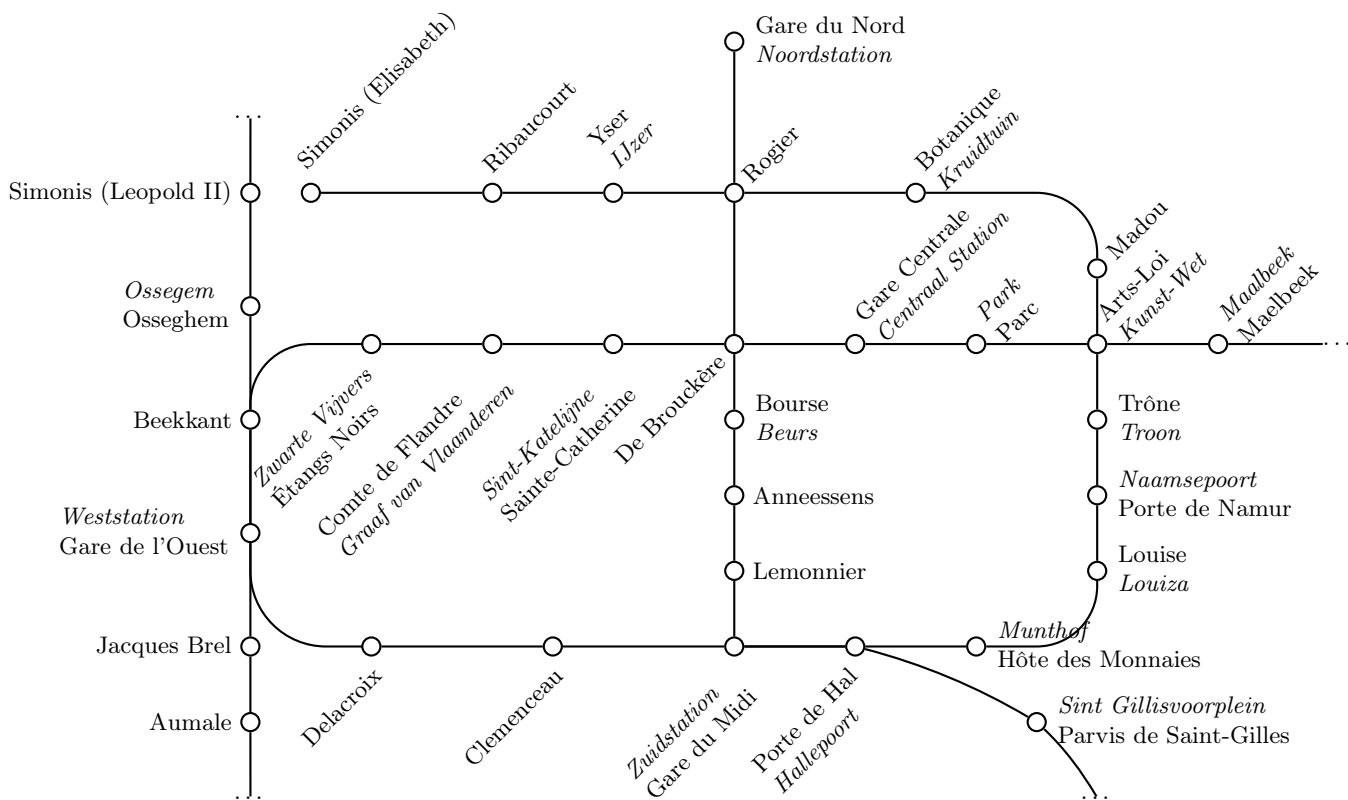 Gare du Nord
Noordstation
...
Simonis (Elisabeth)
Ribaucourt
Yser
IJzer
Rogier
Botanique
Kruidtuin
Simonis (Leopold II)
Madou
Ossegem
Osseghem
Gare Centrale
Centraal Station
Park
Parc
Arts-Loi
Kunst-Wet
Maalbeek
Maelbeek
...
Beekkant
Zwarte Vijvers
Étangs Noirs
Comte de Flandre
Graaf van Vlaanderen
Sint-Katelijne
Sainte-Catherine
De Brouckère
Bourse
Beurs
Trône
Troon
Anneessens
Naamsepoort
Porte de Namur
Weststation
Gare de l'Ouest
Lemonnier
Louise
Louiza
Jacques Brel
Munthof
Hôte des Monnaies
Aumale
Delacroix
Clemenceau
Zuidstation
Gare du Midi
Porte de Hal
Hallepoort
Sint Gillisvoorplein
Parvis de Saint-Gilles
...
...